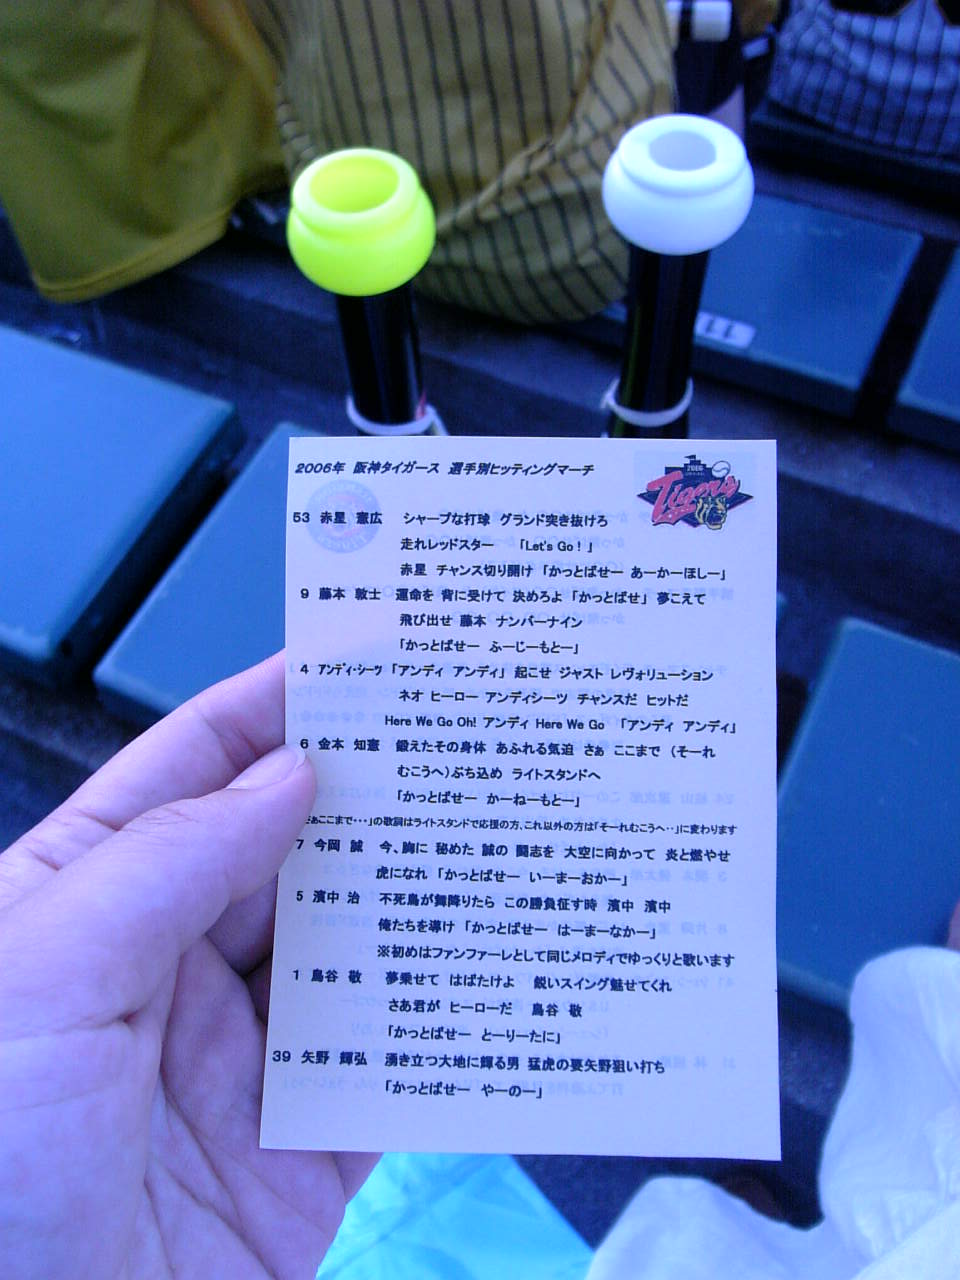 2006年 阪神タイガース 選手別ヒッティングマーチ
2006
Tigers
53 赤星 憲広 シャープな打球 グランド突き抜けろ
走れレッドスター 「Let's Go！」
赤星 チャンス切り開け「かっとばせー あーかーほしー」
9 藤本 敦士 運命を 背に受けて 決めろよ「かっとばせ」 夢こえて
飛び出せ 藤本 ナンバーナイン
「かっとばせー ふーじーもとー」
4 アンディ・シーツ 「アンディ アンディ」 起こせ ジャスト レヴォリューション
ネオ ヒーロー アンディシーツ チャンスだ ヒットだ
Here We Go Oh! アンディ Here We Go 「アンディ アンディ」
6 金本 知憲 鍛えたその身体 あふれる気迫 さぁ ここまで （そーれ
むこうへ）ぶち込め ライトスタンドへ
「かっとばせー かーねーもとー」
さぁここまで・・・」の歌詞はライトスタンドで応援の方、これ以外の方は「そーれむこうへ・・」に変わります
7 今岡 誠 今、胸に 秘めた 誠の 闘志を 大空に向かって 炎と燃やせ
虎になれ 「かっとばせー いーまーおかー」
5 濱中 治 不死鳥が舞降りたら この勝負征す時 濱中 濱中
俺たちを導け 「かっとばせー はーまーなかー」
※初めはファンファーレとして同じメロディでゆっくりと歌います
1 鳥谷 敬 夢乗せて はばたけよ 鋭いスイング魅せてくれ
さあ君が ヒーローだ 鳥谷 敬
「かっとばせー とーりーたに」
39 矢野 輝弘 湧き立つ大地に輝る男 猛虎の要矢野狙い打ち
「かっとばせー やーのー」